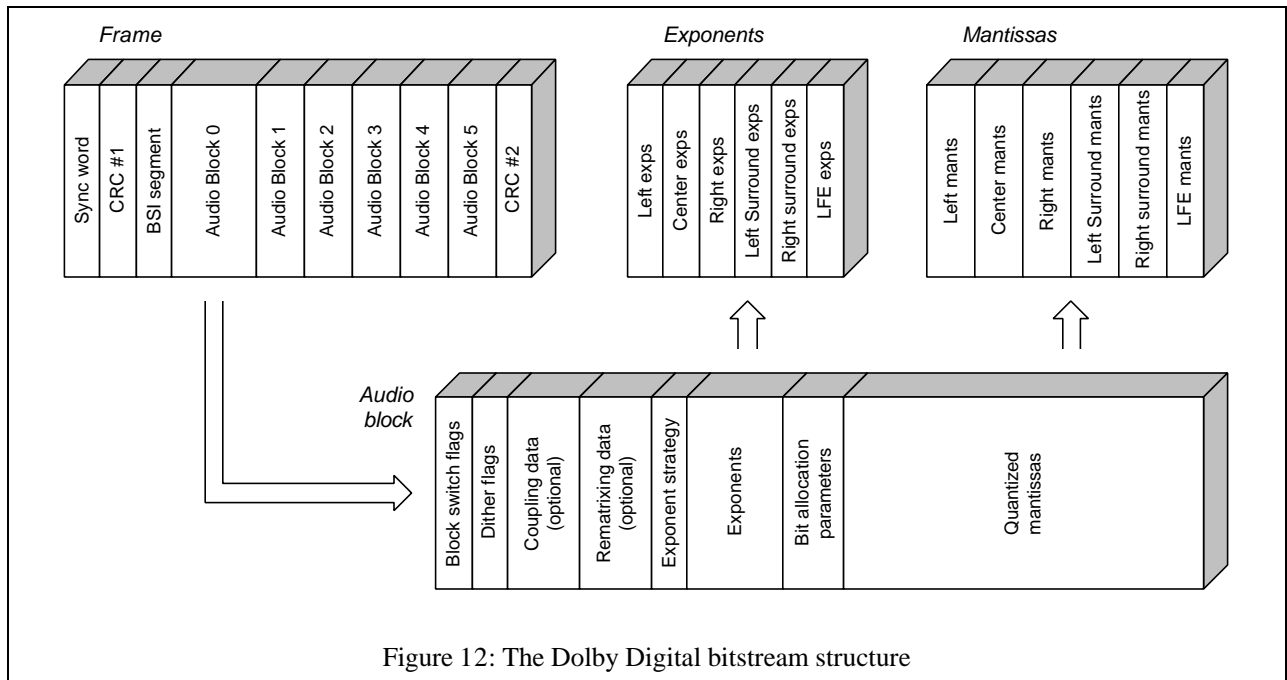 Frame
Exponents
Mantissas
Sync word
CRC #1
BSI segment
Audio Block 0
Audio Block 1
Audio Block 2
Audio Block 3
Audio Block 4
Audio Block 5
CRC #2
Left exps
Center exps
Right exps
Left Surround exps
Right surround exps
LFE exps
Left mants
Center mants
Right mants
Left Surround mants
Right surround mants
LFE mants
Audio
block
Block switch flags
Dither flags
Coupling data
(optional)
Rematrixing data
(optional)
Exponent strategy
Exponents
Bit allocation
parameters
Quantized
mantissas
Figure 12: The Dolby Digital bitstream structure